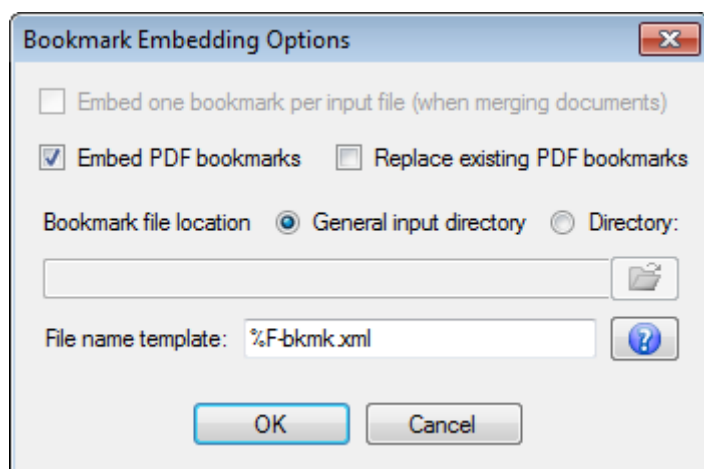 Bookmark Embedding Options
Embed one bookmark per input file (when merging documents)
Embed PDF bookmarks Replace existing PDF bookmarks
Bookmark file location General input directory Directory:
File name template: %F-bkmk.xml
OK Cancel